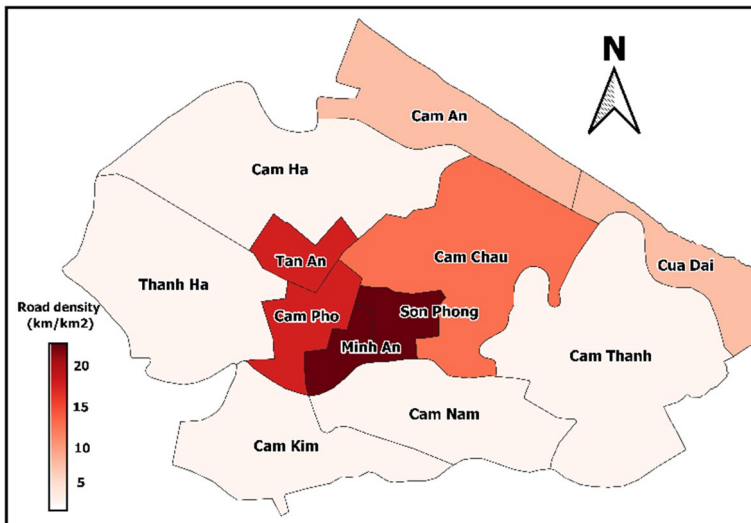 N
Cam An
Cam Ha
Tan An
Cam Chau
Cua Dai
Thanh Ha
Cam Pho
Son Phong
Minh An
Cam Thanh
Cam Nam
Cam Kim
Road density
(km/km2)
20
15
10
5